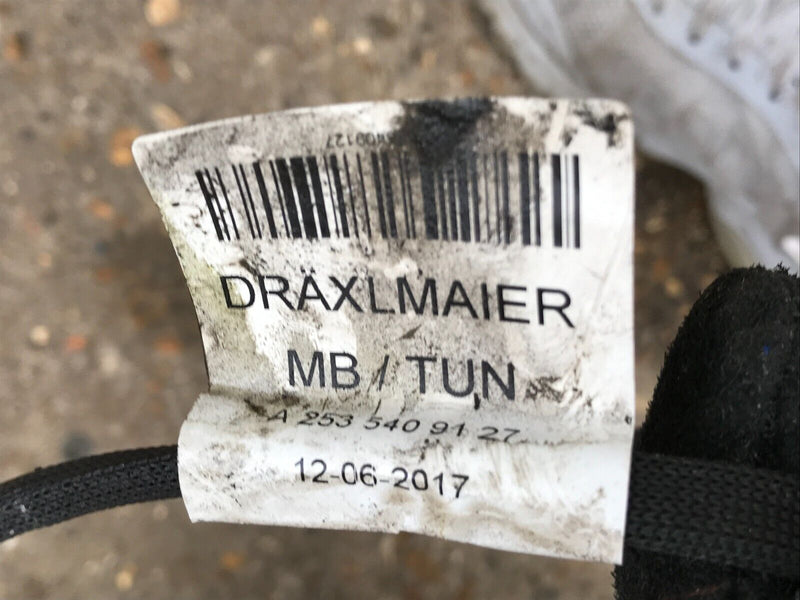 DRÄXLMAIER
MB / TUN
A 253 540 91 27
12-06-2017